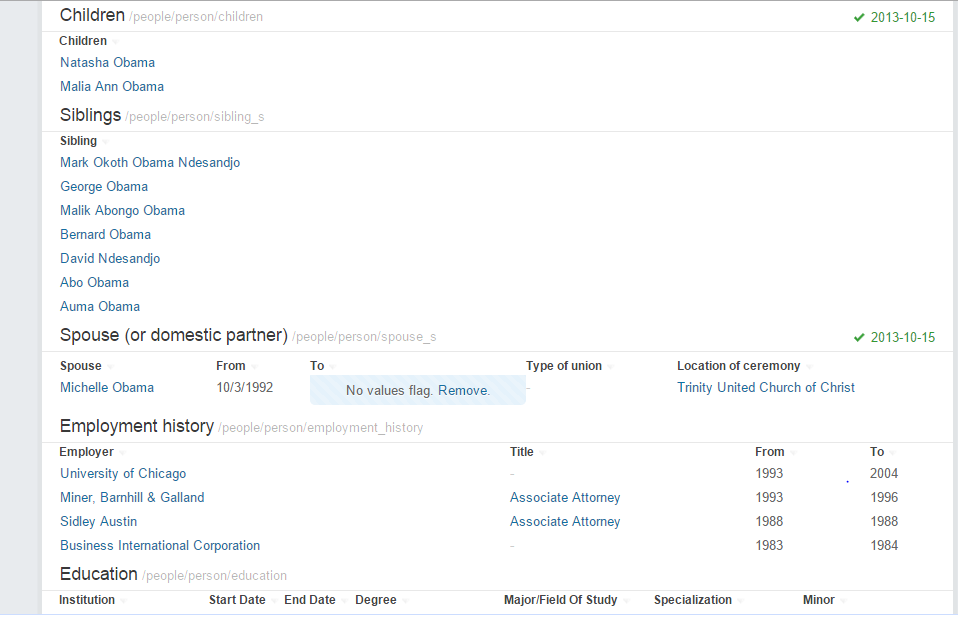 Children /people/person/children ✔ 2013-10-15
Children
Natasha Obama
Malia Ann Obama
Siblings /people/person/sibling_s
Sibling
Mark Okoth Obama Ndesandjo
George Obama
Malik Abongo Obama
Bernard Obama
David Ndesandjo
Abo Obama
Auma Obama
Spouse (or domestic partner) /people/person/spouse_s ✔ 2013-10-15
Spouse From To Type of union Location of ceremony
Michelle Obama 10/3/1992 No values flag. Remove. - Trinity United Church of Christ
Employment history /people/person/employment_history
Employer Title From To
University of Chicago - 1993 2004
Miner, Barnhill & Galland Associate Attorney 1993 1996
Sidley Austin Associate Attorney 1988 1988
Business International Corporation - 1983 1984
Education /people/person/education
Institution Start Date End Date Degree Major/Field Of Study Specialization Minor